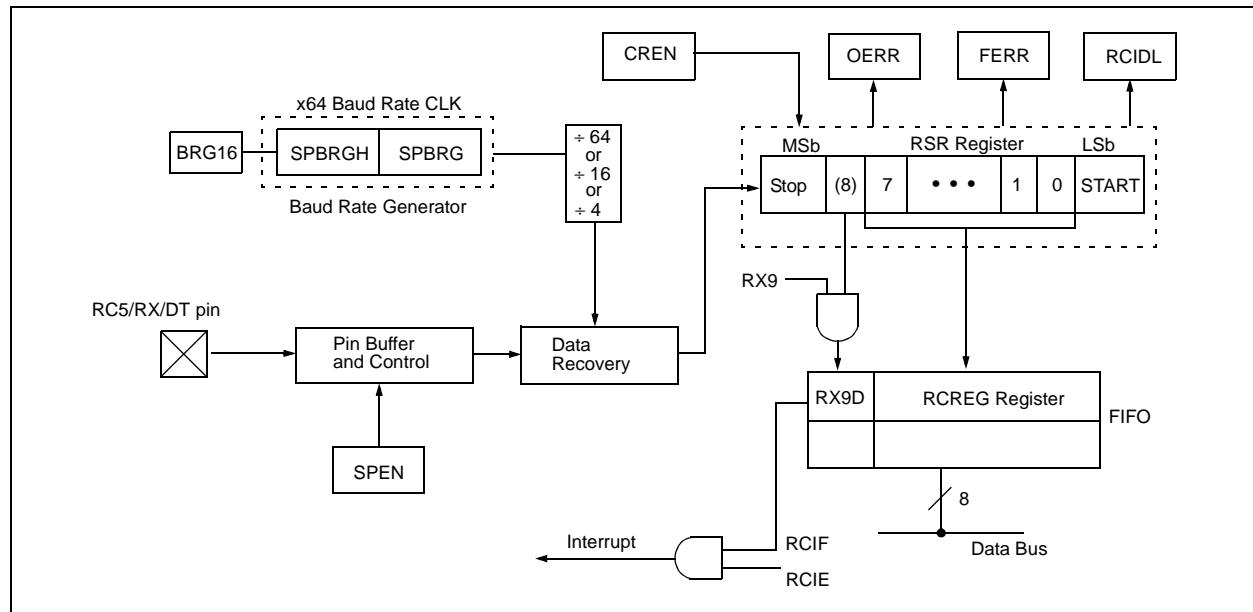 CREN
OERR
FERR
RCIDL
x64 Baud Rate CLK
BRG16
SPBRGH
SPBRG
Baud Rate Generator
÷ 64
or
÷ 16
or
÷ 4
MSb
RSR Register
LSb
Stop
(8)
7
• • •
1
0
START
RX9
RC5/RX/DT pin
Pin Buffer
and Control
Data
Recovery
SPEN
RX9D
RCREG Register
FIFO
8
Data Bus
Interrupt
RCIF
RCIE